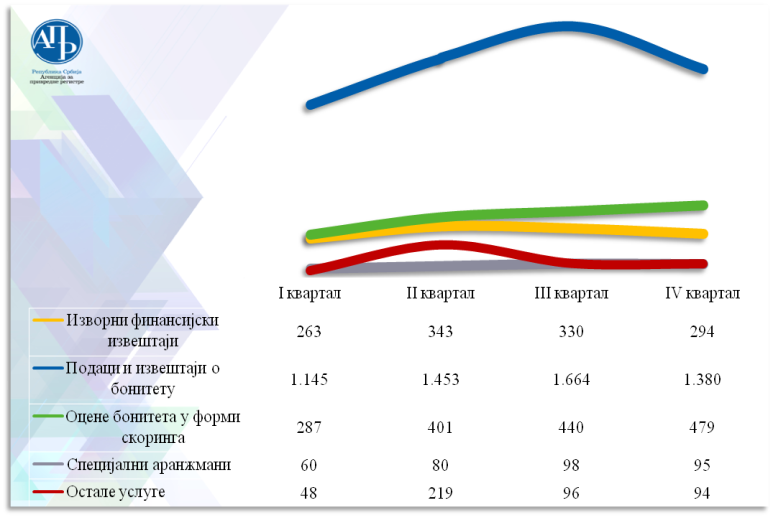 АПР
Република Србија
Агенција за
привредне регистре
I квартал II квартал III квартал IV квартал
Изворни финансијски
извештаји 263 343 330 294
Подаци и извештаји о
бонитету 1.145 1.453 1.664 1.380
Оцене бонитета у форми
скоринга 287 401 440 479
Специјални аранжмани 60 80 98 95
Остале услуге 48 219 96 94